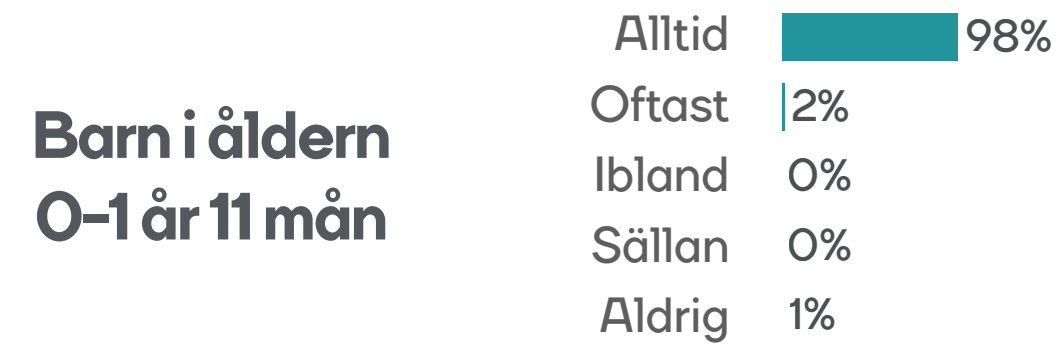 Barn i åldern
0–1 år 11 mån
Alltid 98%
Oftast 2%
Ibland 0%
Sällan 0%
Aldrig 1%